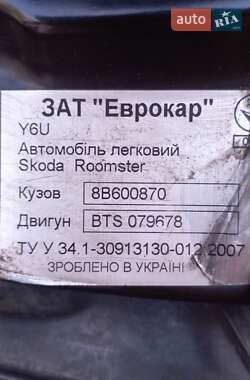 AUTO RIA
ЗАТ "Еврокар"
Y6U
Автомобіль легковий
Skoda Roomster
Кузов 8B600870
Двигун BTS 079678
ТУ У 34.1-30913130-012.2007
ЗРОБЛЕНО В УКРАЇНІ